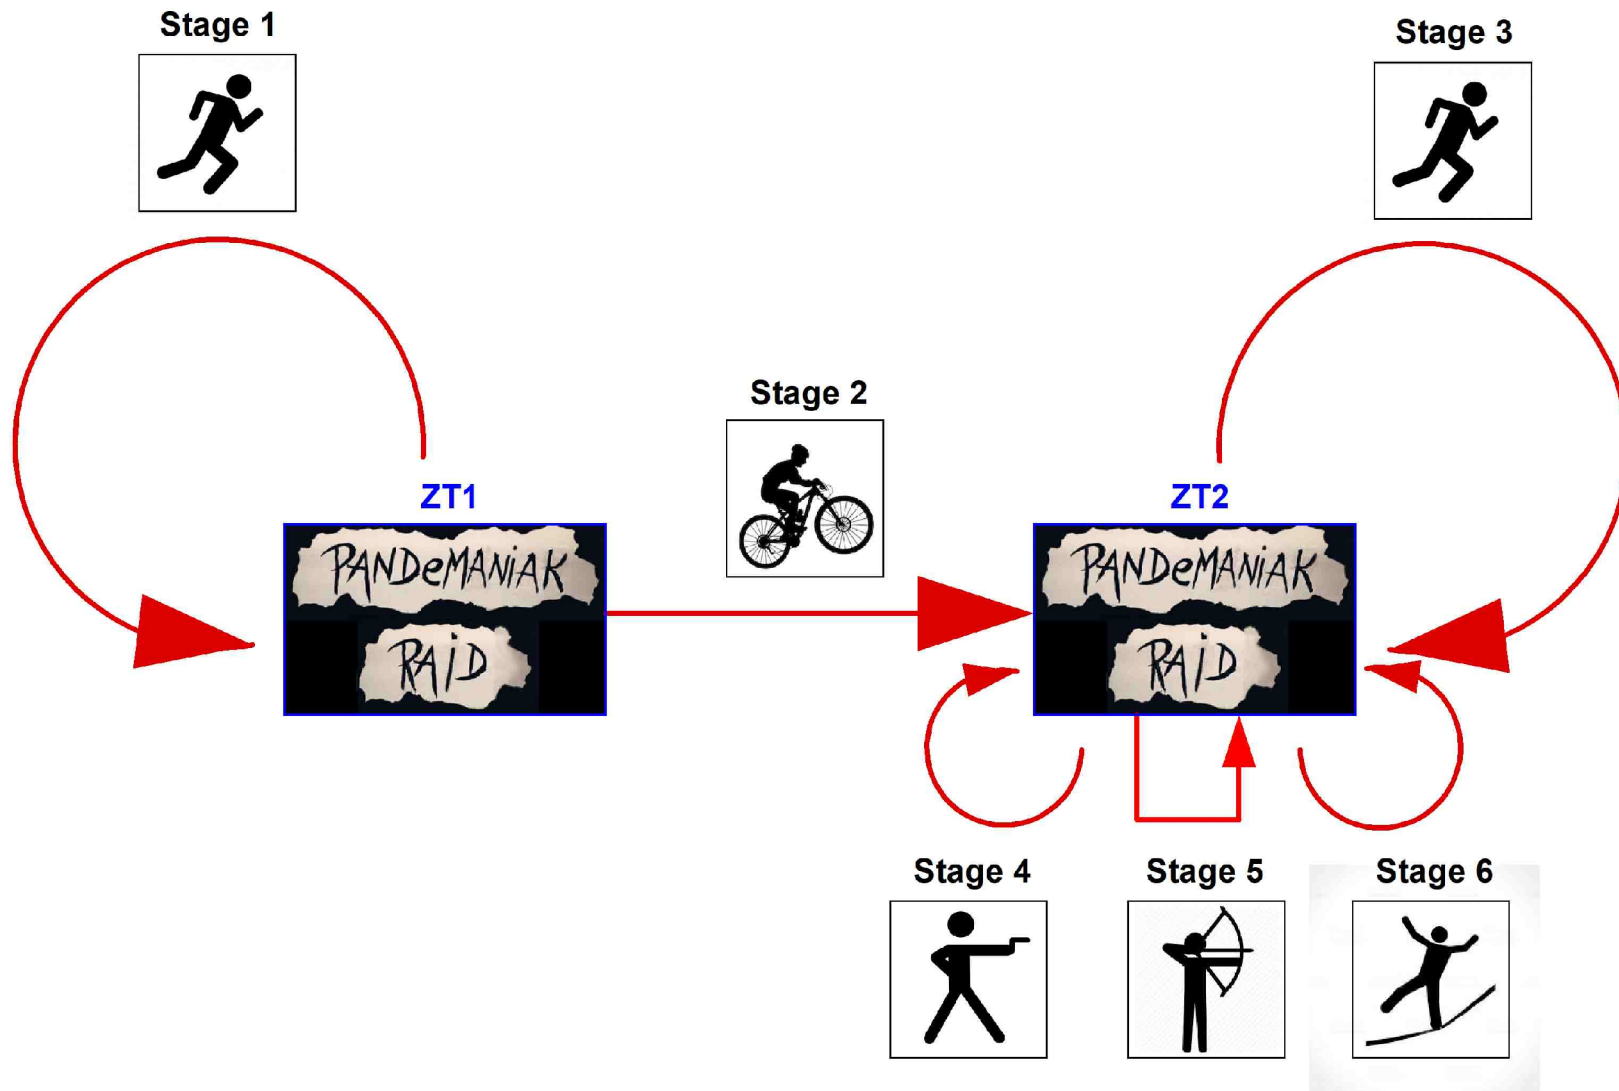 Stage 1
Stage 3
Stage 2
ZT1
ZT2
PANDeMANiAK
RAiD
PANDeMANiAK
RAiD
Stage 4
Stage 5
Stage 6